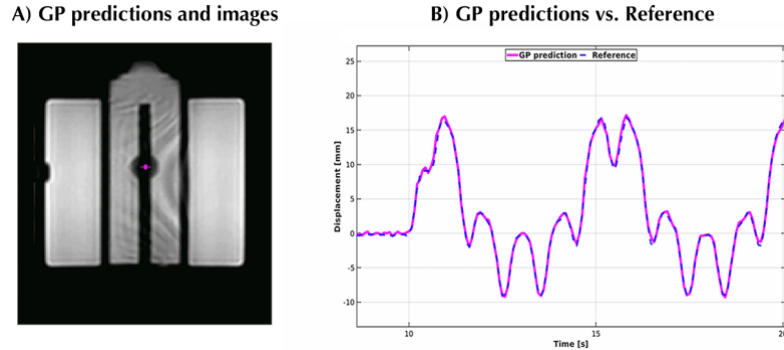 A) GP predictions and images
B) GP predictions vs. Reference
GP prediction Reference
Displacement [mm]
25
20
15
10
5
0
-5
-10
10
15
20
Time [s]